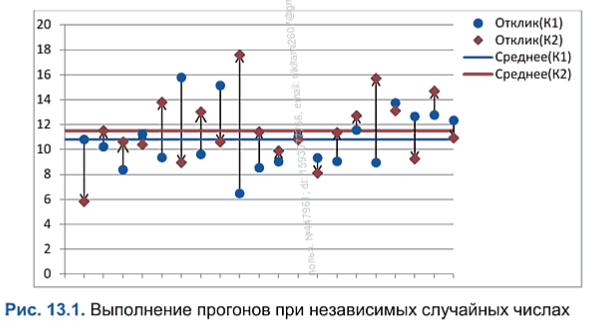 20
18
16
14
12
10
8
6
4
2
0
Отклик(К1)
Отклик(К2)
Среднее(К1)
Среднее(К2)
Рис. 13.1. Выполнение прогонов при независимых случайных числах